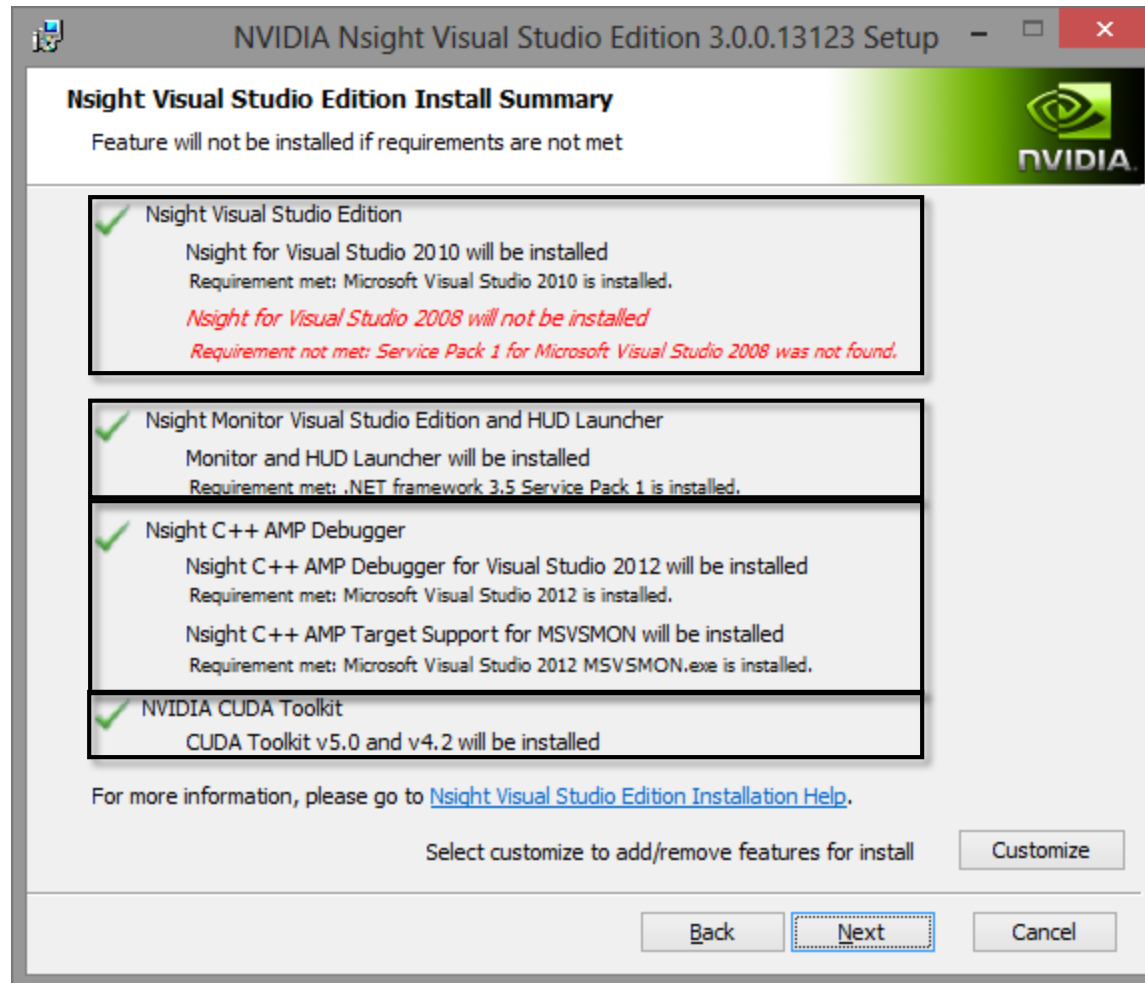 NVIDIA Nsight Visual Studio Edition 3.0.0.13123 Setup
Nsight Visual Studio Edition Install Summary
Feature will not be installed if requirements are not met
NVIDIA.
Nsight Visual Studio Edition
Nsight for Visual Studio 2010 will be installed
Requirement met: Microsoft Visual Studio 2010 is installed.
Nsight for Visual Studio 2008 will not be installed
Requirement not met: Service Pack 1 for Microsoft Visual Studio 2008 was not found.
Nsight Monitor Visual Studio Edition and HUD Launcher
Monitor and HUD Launcher will be installed
Requirement met: .NET framework 3.5 Service Pack 1 is installed.
Nsight C++ AMP Debugger
Nsight C++ AMP Debugger for Visual Studio 2012 will be installed
Requirement met: Microsoft Visual Studio 2012 is installed.
Nsight C++ AMP Target Support for MSVSMON will be installed
Requirement met: Microsoft Visual Studio 2012 MSVSMON.exe is installed.
NVIDIA CUDA Toolkit
CUDA Toolkit v5.0 and v4.2 will be installed
For more information, please go to Nsight Visual Studio Edition Installation Help.
Select customize to add/remove features for install Customize
Back Next Cancel